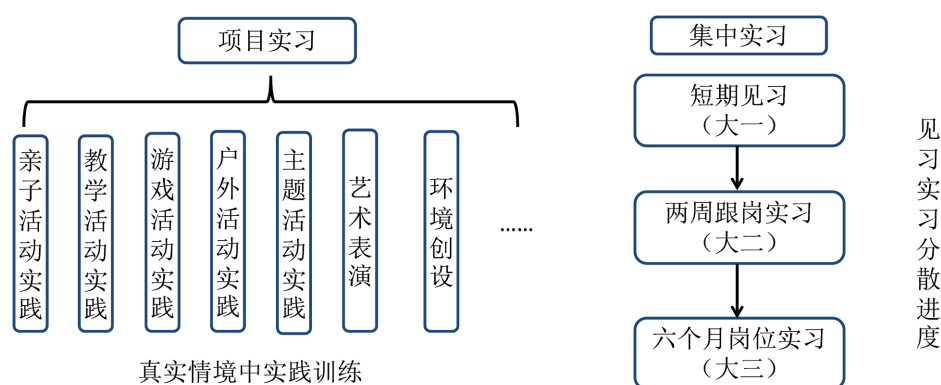 项目实习
亲子活动实践
教学活动实践
游戏活动实践
户外活动实践
主题活动实践
艺术表演
环境创设
……
真实情境中实践训练
集中实习
短期见习
（大一）
两周跟岗实习
（大二）
六个月岗位实习
（大三）
见习实习分散进度